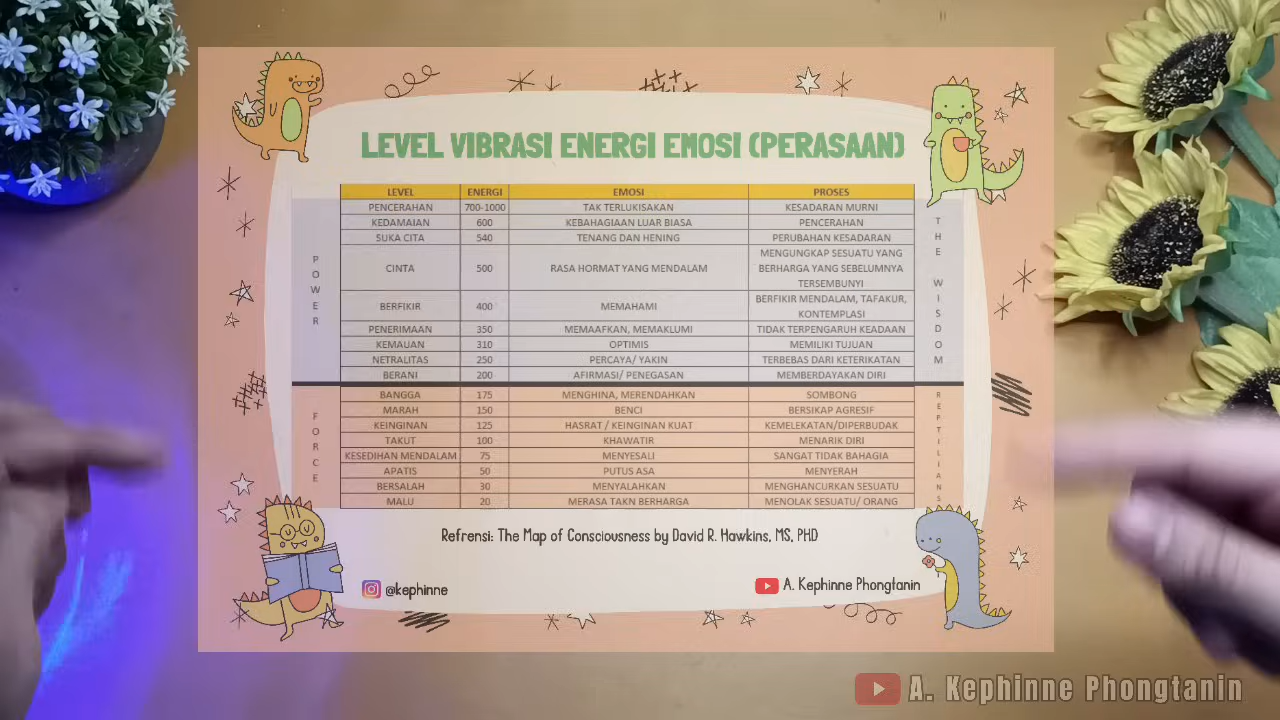 LEVEL VIBRASI ENERGI EMOSI (PERASAAN)
LEVEL ENERGI EMOSI PROSES
PENCERAHAN 700-1000 TAK TERLUKISAKAN KESADARAN MURNI
KEDAMAIAN 600 KEBAHAGIAAN LUAR BIASA PENCERAHAN
SUKA CITA 540 TENANG DAN HENING PERUBAHAN KESADARAN
CINTA 500 RASA HORMAT YANG MENDALAM MENGUNGKAP SESUATU YANG
BERHARGA YANG SEBELUMNYA
TERSEMBUNYI
BERFIKIR 400 MEMAHAMI BERFIKIR MENDALAM, TAFAKUR,
KONTEMPLASI
PENERIMAAN 350 MEMAAFKAN, MEMAKLUMI TIDAK TERPENGARUH KEADAAN
KEMAUAN 310 OPTIMIS MEMILIKI TUJUAN
NETRALITAS 250 PERCAYA/ YAKIN TERBEBAS DARI KETERIKATAN
BERANI 200 AFIRMASI/ PENEGASAN MEMBERDAYAKAN DIRI
BANGGA 175 MENGHINA, MERENDAHKAN SOMBONG
MARAH 150 BENCI BERSIKAP AGRESIF
KEINGINAN 125 HASRAT / KEINGINAN KUAT KEMELEKATAN/DIPERBUDAK
TAKUT 100 KHAWATIR MENARIK DIRI
KESEDIHAN MENDALAM 75 MENYESALI SANGAT TIDAK BAHAGIA
APATIS 50 PUTUS ASA MENYERAH
BERSALAH 30 MENYALAHKAN MENGHANCURKAN SESUATU
MALU 20 MERASA TAKN BERHARGA MENOLAK SESUATU/ ORANG
POWER
FORCE
THE WISDOM
REPTILIANS
Refrensi: The Map of Consciousness by David R. Hawkins, MS, PHD
@kephinne
A. Kephinne Phongtanin
A. Kephinne Phongtanin